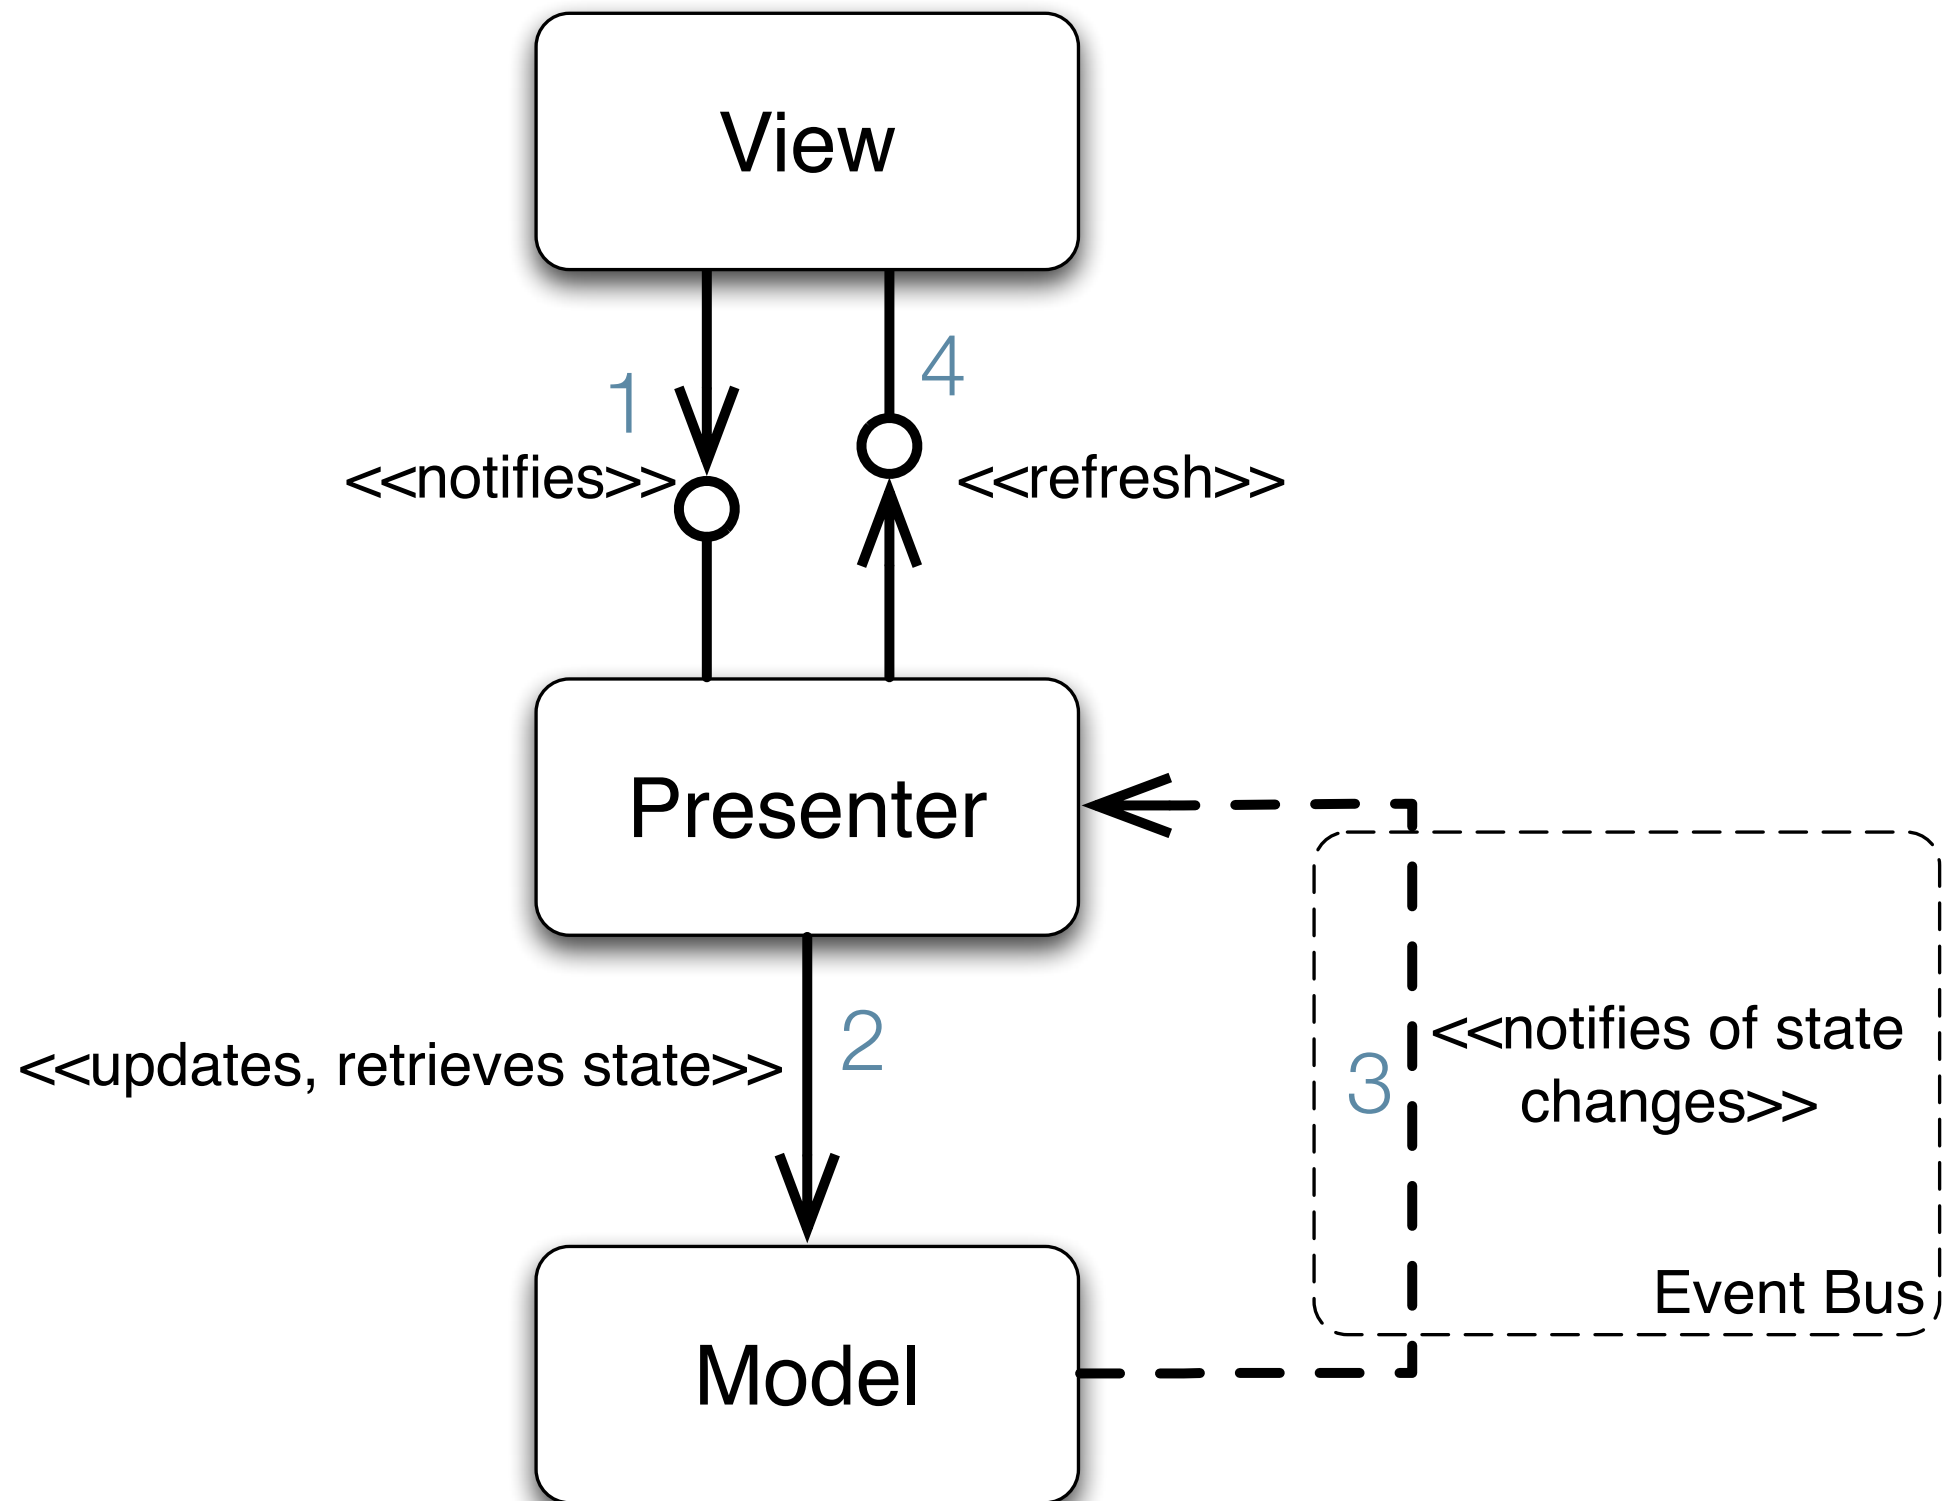 View
1
4
<<notifies>>
<<refresh>>
Presenter
<<updates, retrieves state>>
2
3
<<notifies of state
changes>>
Event Bus
Model